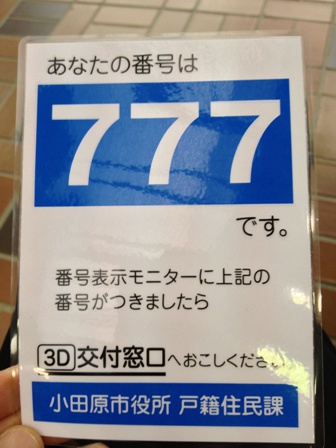 あなたの番号は
777
です。
番号表示モニターに上記の
番号がつきましたら
3D交付窓口へおこしください
小田原市役所 戸籍住民課